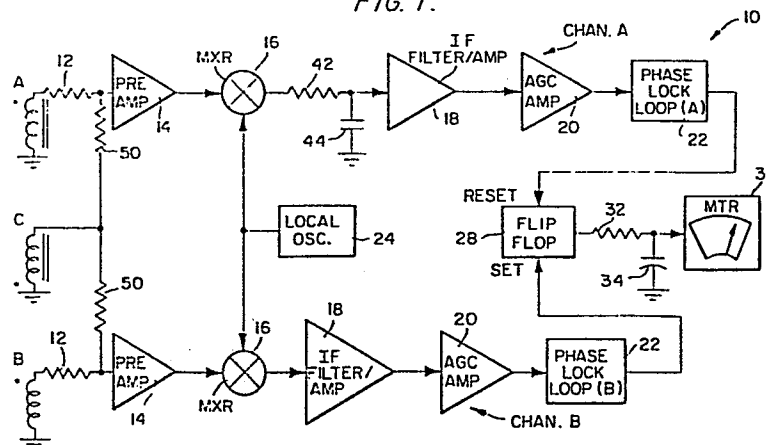 FIG. 1.
10
A
12
PRE AMP
14
MXR
16
42
44
IF FILTER/AMP
18
CHAN. A
AGC AMP
20
PHASE LOCK LOOP (A)
22
50
C
LOCAL OSC.
24
RESET
28
FLIP FLOP
SET
32
34
MTR
3
50
B
12
PRE AMP
14
16
MXR
18
IF FILTER/ AMP
20
AGC AMP
CHAN. B
PHASE LOCK LOOP (B)
22